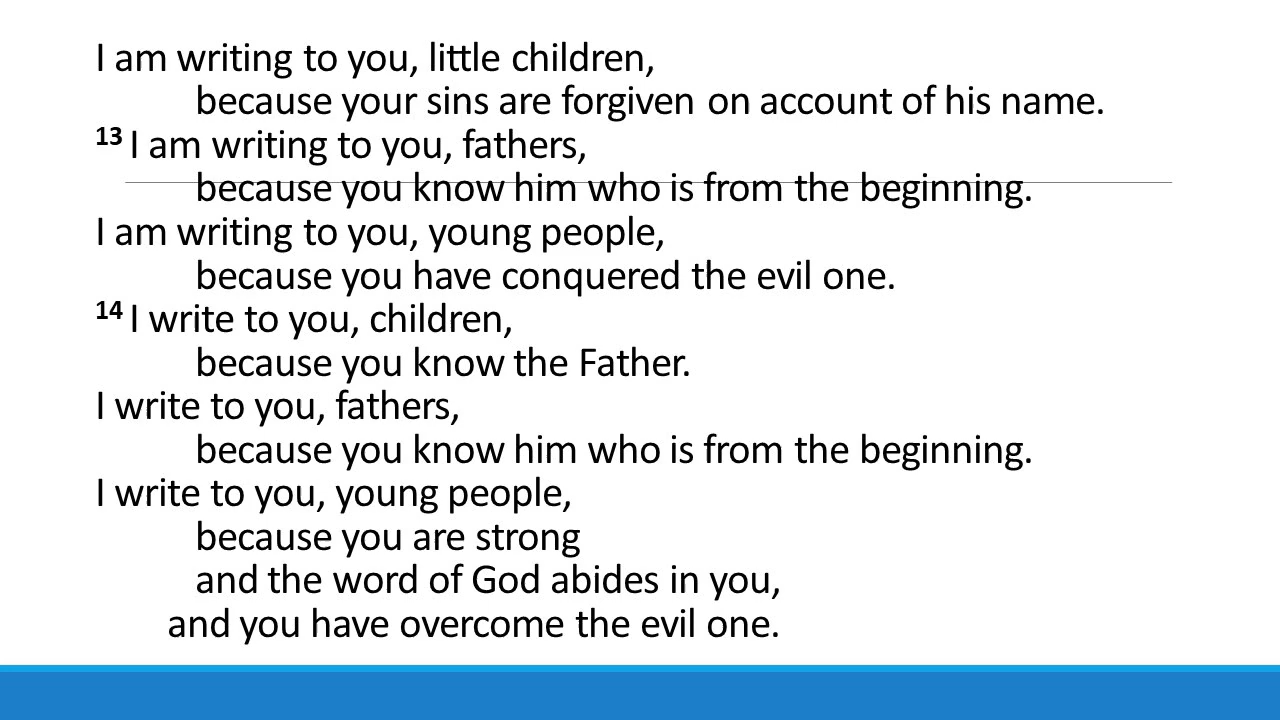 I am writing to you, little children,
because your sins are forgiven on account of his name.
13 I am writing to you, fathers,
because you know him who is from the beginning.
I am writing to you, young people,
because you have conquered the evil one.
14 I write to you, children,
because you know the Father.
I write to you, fathers,
because you know him who is from the beginning.
I write to you, young people,
because you are strong
and the word of God abides in you,
and you have overcome the evil one.